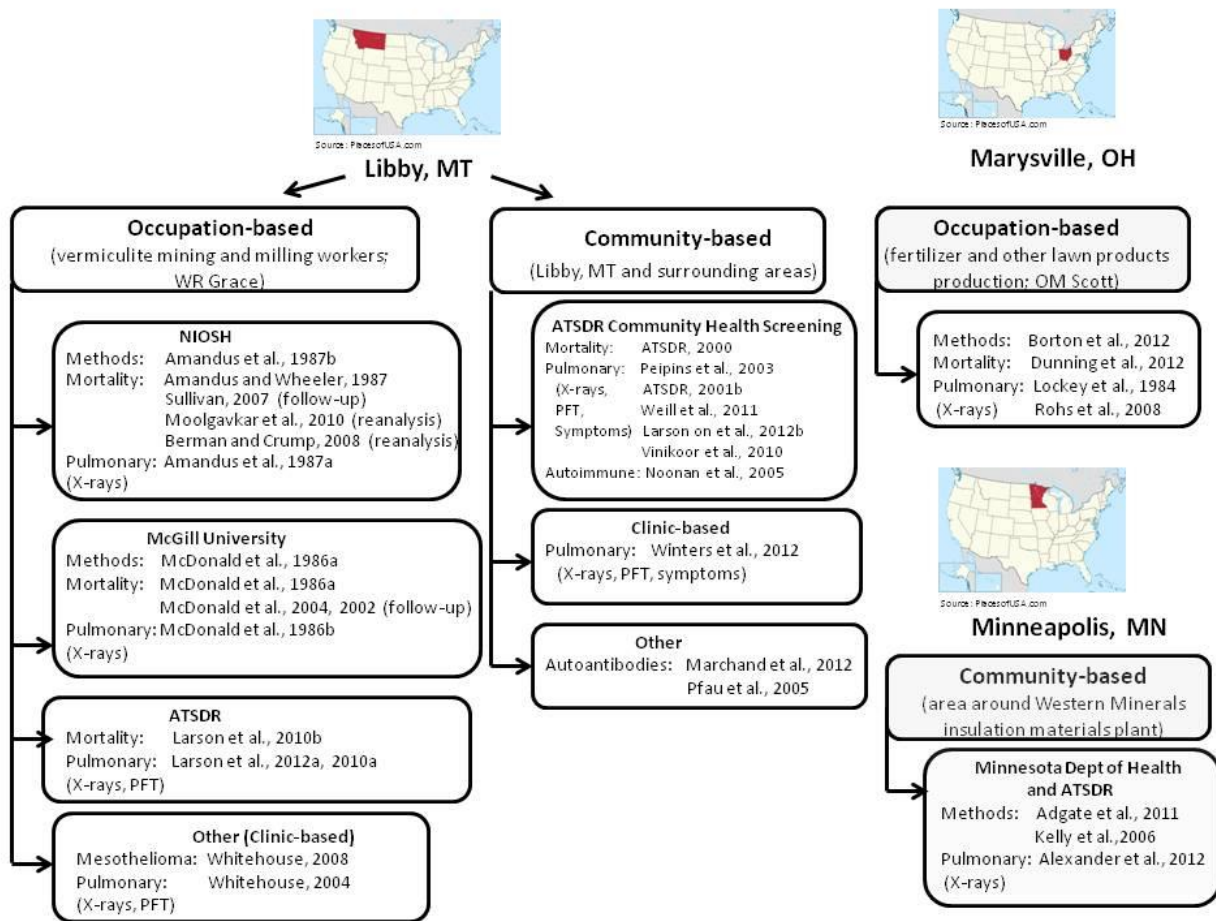 Source: PlacesofUSA.com
Libby, MT
Occupation-based
(vermiculite mining and milling workers;
WR Grace)
NIOSH
Methods: Amandus et al., 1987b
Mortality: Amandus and Wheeler, 1987
Sullivan, 2007 (follow-up)
Moolgavkar et al., 2010 (reanalysis)
Berman and Crump, 2008 (reanalysis)
Pulmonary: Amandus et al., 1987a
(X-rays)
McGill University
Methods: McDonald et al., 1986a
Mortality: McDonald et al., 1986a
McDonald et al., 2004, 2002 (follow-up)
Pulmonary: McDonald et al., 1986b
(X-rays)
ATSDR
Mortality: Larson et al., 2010b
Pulmonary: Larson et al., 2012a, 2010a
(X-rays, PFT)
Other (Clinic-based)
Mesothelioma: Whitehouse, 2008
Pulmonary: Whitehouse, 2004
(X-rays, PFT)
Community-based
(Libby, MT and surrounding areas)
ATSDR Community Health Screening
Mortality: ATSDR, 2000
Pulmonary: Peipins et al., 2003
(X-rays, ATSDR, 2001b
PFT, Weill et al., 2011
Symptoms) Larson on et al., 2012b
Vinikoor et al., 2010
Autoimmune: Noonan et al., 2005
Clinic-based
Pulmonary: Winters et al., 2012
(X-rays, PFT, symptoms)
Other
Autoantibodies: Marchand et al., 2012
Pfau et al., 2005
Source: PlacesofUSA.com
Marysville, OH
Occupation-based
(fertilizer and other lawn products
production; OM Scott)
Methods: Borton et al., 2012
Mortality: Dunning et al., 2012
Pulmonary: Lockey et al., 1984
(X-rays) Rohs et al., 2008
Source: PlacesofUSA.com
Minneapolis, MN
Community-based
(area around Western Minerals
insulation materials plant)
Minnesota Dept of Health
and ATSDR
Methods: Adgate et al., 2011
Kelly et al.,2006
Pulmonary: Alexander et al., 2012
(X-rays)